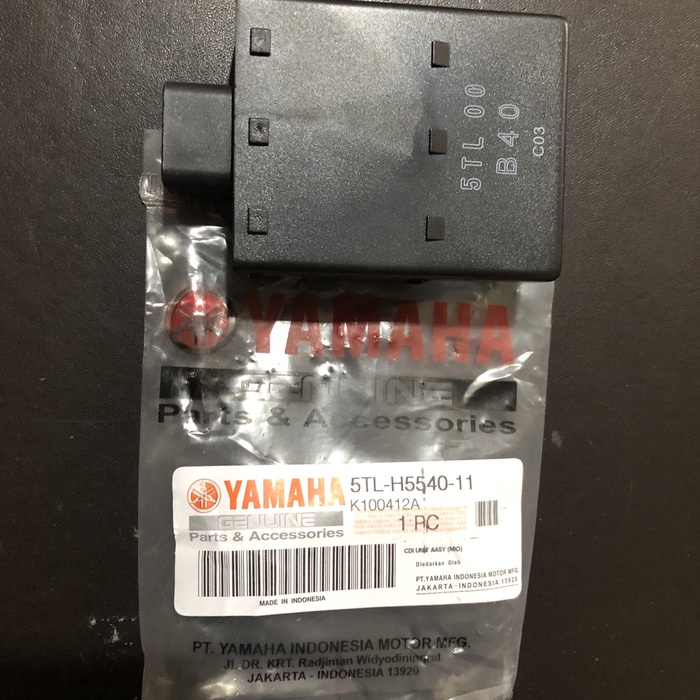 5TL 00
B40
C03
YAMAHA
GENUINE
Parts & Accessories
YAMAHA
GENUINE
Parts & Accessories
5TL-H5540-11
K100412A
1 PC
CDI UNIT AASY (MIO)
Diedarkan Oleh
PT.YAMAHA INDONESIA MOTOR MFG.
JAKARTA - INDONESIA 13920
MADE IN INDONESIA
PT. YAMAHA INDONESIA MOTOR MFG.
Jl. DR. KRT. Radjiman Widyodiningrat
JAKARTA - INDONESIA 13920